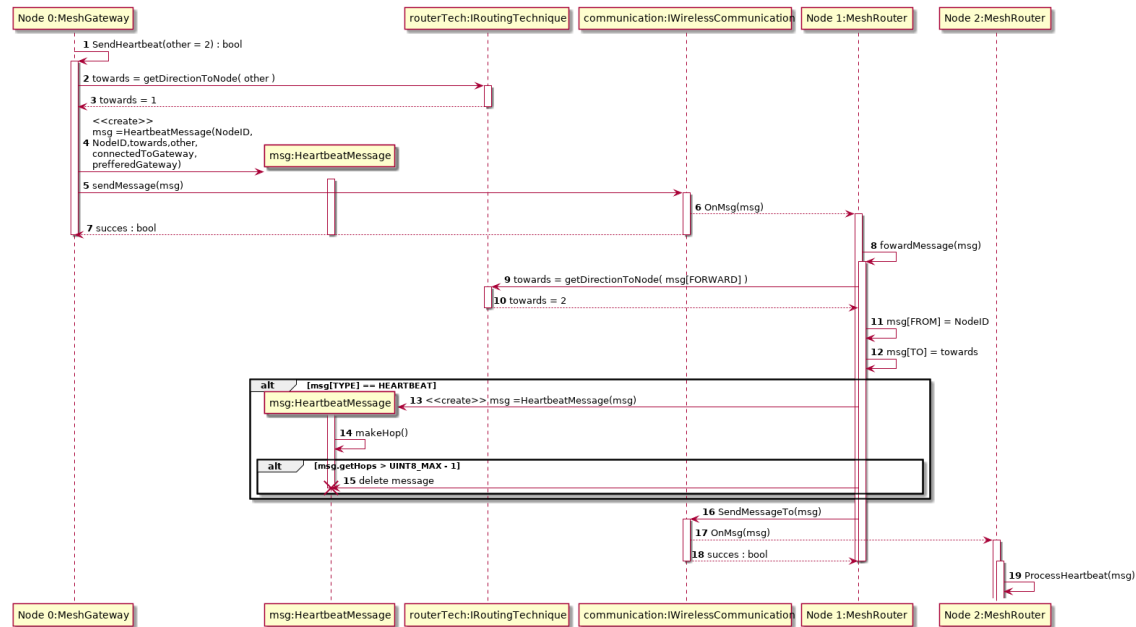 Node 0:MeshGateway
routerTech:IRoutingTechnique
communication:IWirelessCommunication
Node 1:MeshRouter
Node 2:MeshRouter
1 SendHeartbeat(other = 2) : bool
2 towards = getDirectionToNode( other )
3 towards = 1
<<create>>
msg =HeartbeatMessage(NodeID,
4 NodeID,towards,other,
connectedToGateway,
prefferedGateway)
msg:HeartbeatMessage
5 sendMessage(msg)
6 OnMsg(msg)
7 succes : bool
8 fowardMessage(msg)
9 towards = getDirectionToNode( msg[FORWARD] )
10 towards = 2
11 msg[FROM] = NodeID
12 msg[TO] = towards
alt [msg[TYPE] == HEARTBEAT]
msg:HeartbeatMessage
13 <<create>> msg =HeartbeatMessage(msg)
14 makeHop()
alt [msg.getHops > UINT8_MAX - 1]
15 delete message
16 SendMessageTo(msg)
17 OnMsg(msg)
18 succes : bool
19 ProcessHeartbeat(msg)
Node 0:MeshGateway
msg:HeartbeatMessage
routerTech:IRoutingTechnique
communication:IWirelessCommunication
Node 1:MeshRouter
Node 2:MeshRouter